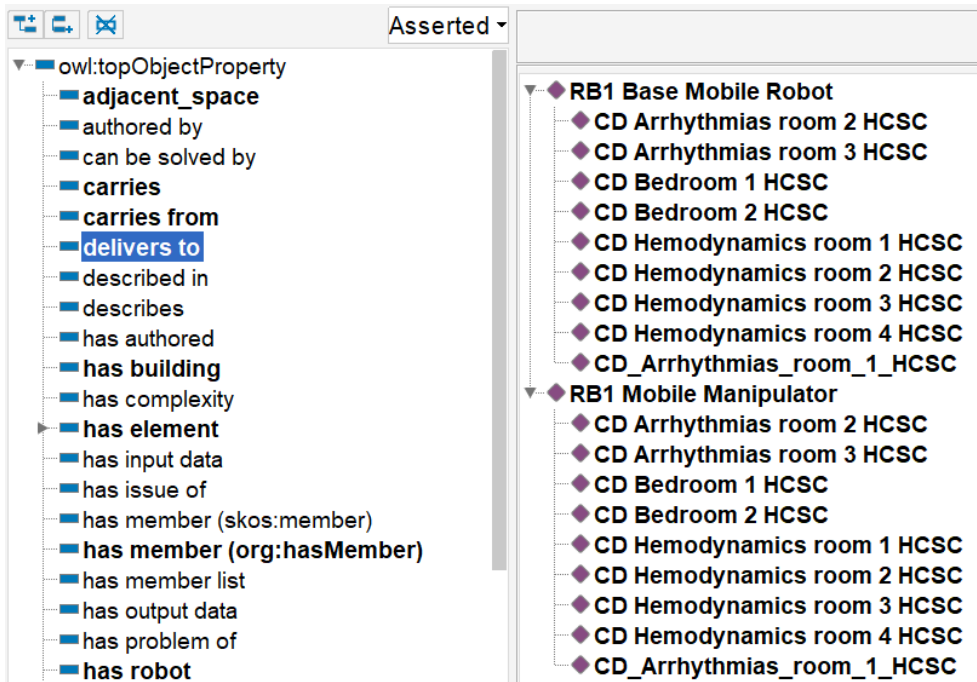 Asserted
owl:topObjectProperty
adjacent_space
authored by
can be solved by
carries
carries from
delivers to
described in
describes
has authored
has building
has complexity
has element
has input data
has issue of
has member (skos:member)
has member (org:hasMember)
has member list
has output data
has problem of
has robot
RB1 Base Mobile Robot
CD Arrhythmias room 2 HCSC
CD Arrhythmias room 3 HCSC
CD Bedroom 1 HCSC
CD Bedroom 2 HCSC
CD Hemodynamics room 1 HCSC
CD Hemodynamics room 2 HCSC
CD Hemodynamics room 3 HCSC
CD Hemodynamics room 4 HCSC
CD_Arrhythmias_room_1_HCSC
RB1 Mobile Manipulator
CD Arrhythmias room 2 HCSC
CD Arrhythmias room 3 HCSC
CD Bedroom 1 HCSC
CD Bedroom 2 HCSC
CD Hemodynamics room 1 HCSC
CD Hemodynamics room 2 HCSC
CD Hemodynamics room 3 HCSC
CD Hemodynamics room 4 HCSC
CD_Arrhythmias_room_1_HCSC